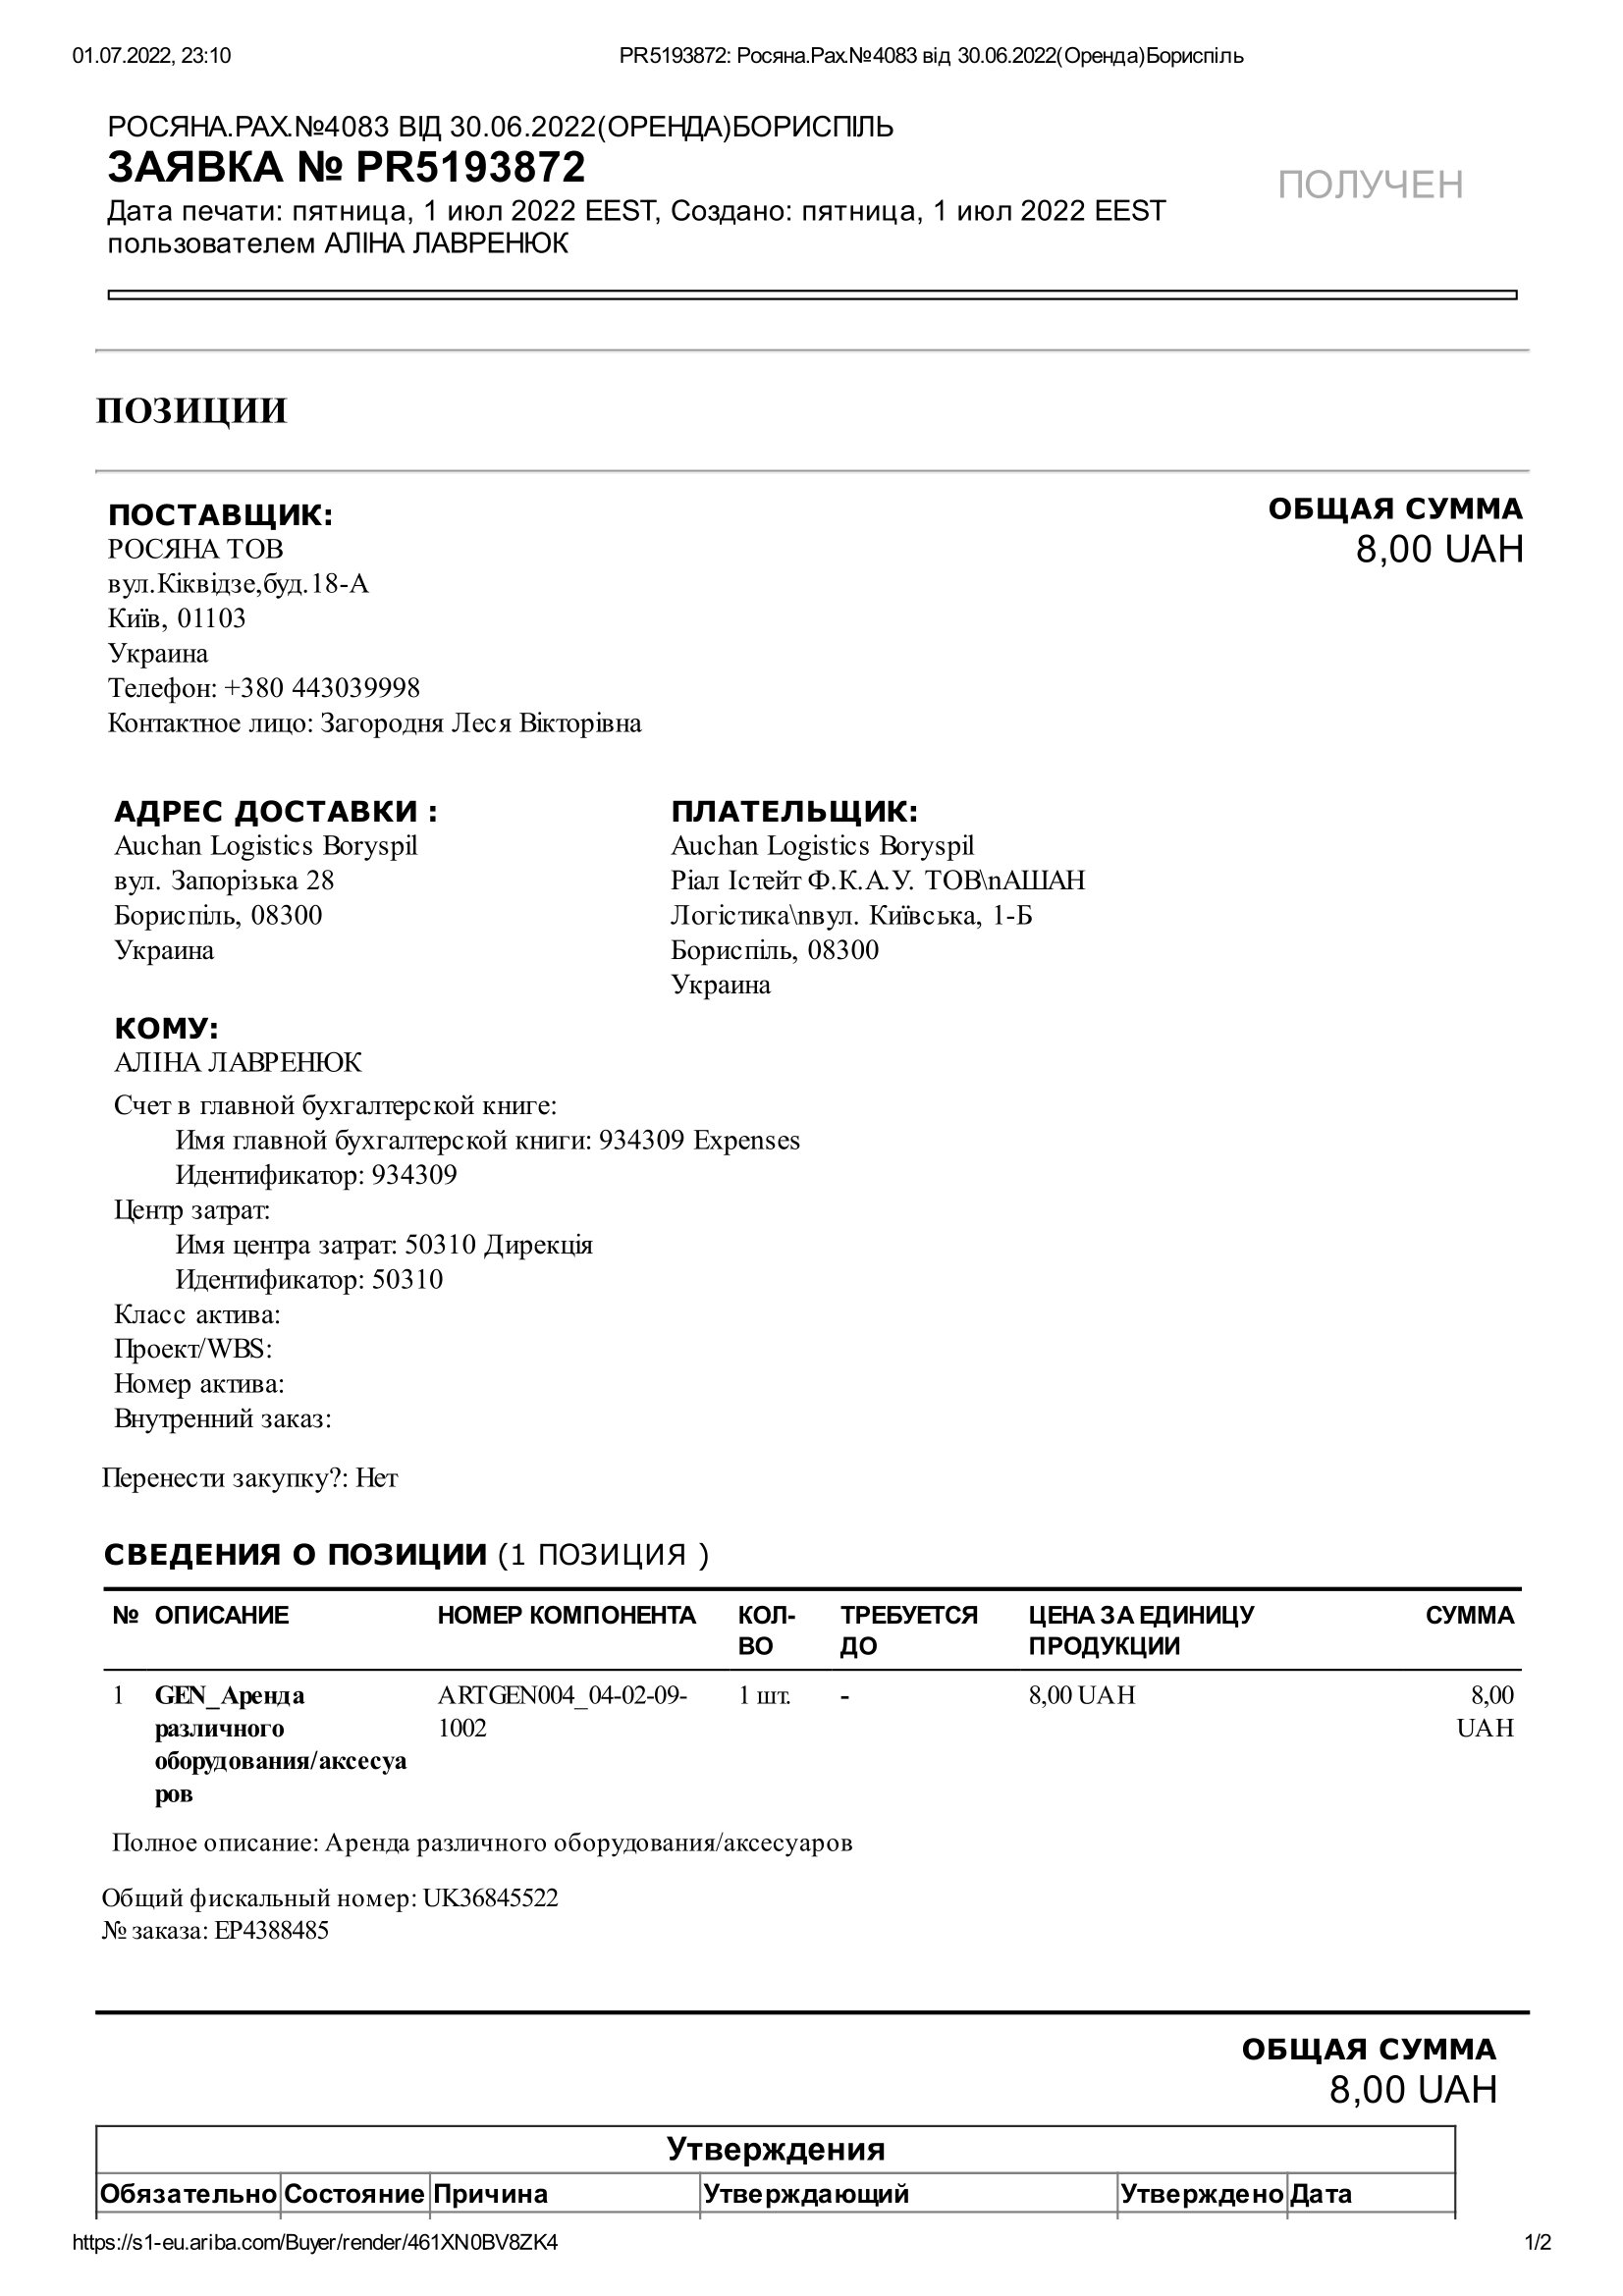 01.07.2022, 23:10 PR5193872: Росяна.Рах.№4083 від 30.06.2022(Оренда)Бориспіль
РОСЯНА.РАХ.№4083 ВІД 30.06.2022(ОРЕНДА)БОРИСПІЛЬ
ЗАЯВКА № PR5193872
ПОЛУЧЕН
Дата печати: пятница, 1 июл 2022 EEST, Создано: пятница, 1 июл 2022 EEST
пользователем АЛІНА ЛАВРЕНЮК
ПОЗИЦИИ
ПОСТАВЩИК:
РОСЯНА ТОВ
вул.Кіквідзе,буд.18-А
Київ, 01103
Украина
Телефон: +380 443039998
Контактное лицо: Загородня Леся Вікторівна
ОБЩАЯ СУММА
8,00 UAH
АДРЕС ДОСТАВКИ :
Auchan Logistics Boryspil
вул. Запорізька 28
Бориспіль, 08300
Украина
ПЛАТЕЛЬЩИК:
Auchan Logistics Boryspil
Ріал Істейт Ф.К.А.У. ТОВ\nАШАН
Логістика\nвул. Київська, 1-Б
Бориспіль, 08300
Украина
КОМУ:
АЛІНА ЛАВРЕНЮК
Счет в главной бухгалтерской книге:
Имя главной бухгалтерской книги: 934309 Expenses
Идентификатор: 934309
Центр затрат:
Имя центра затрат: 50310 Дирекція
Идентификатор: 50310
Класс актива:
Проект/WBS:
Номер актива:
Внутренний заказ:
Перенести закупку?: Нет
СВЕДЕНИЯ О ПОЗИЦИИ (1 ПОЗИЦИЯ )
№ ОПИСАНИЕ НОМЕР КОМПОНЕНТА КОЛ- ТРЕБУЕТСЯ ЦЕНА ЗА ЕДИНИЦУ СУММА
ВО ДО ПРОДУКЦИИ
1 GEN_Аренда ARTGEN004_04-02-09- 1 шт. - 8,00 UAH 8,00
различного 1002 UAH
оборудования/аксесуа
ров
Полное описание: Аренда различного оборудования/аксесуаров
Общий фискальный номер: UK36845522
№ заказа: EP4388485
ОБЩАЯ СУММА
8,00 UAH
Утверждения
Обязательно Состояние Причина Утверждающий Утверждено Дата
https://s1-eu.ariba.com/Buyer/render/461XN0BV8ZK4 1/2